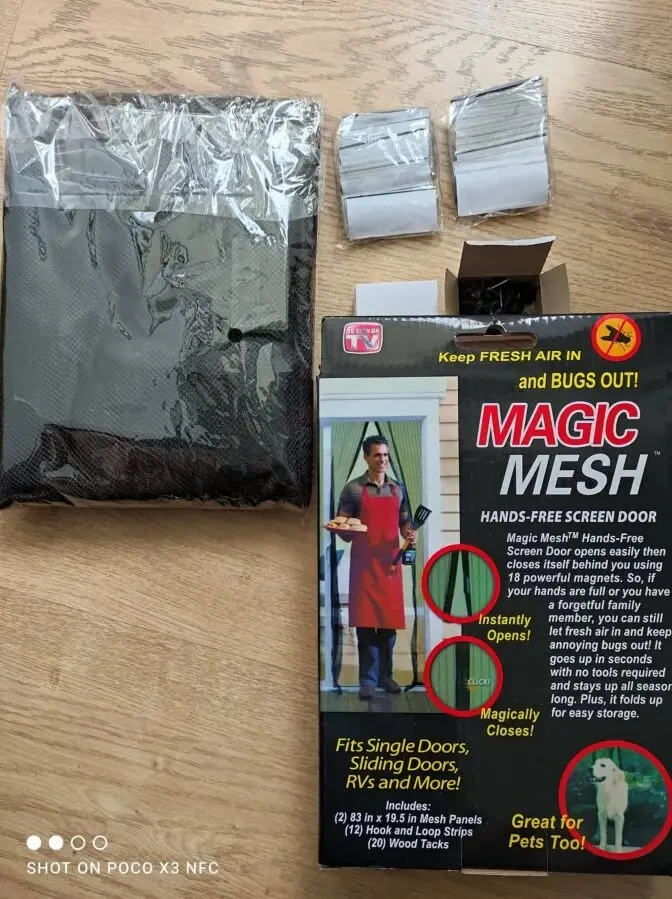 AS SEEN ON
TV
Keep FRESH AIR IN
and BUGS OUT!
MAGIC
MESH™
HANDS-FREE SCREEN DOOR
Magic Mesh™ Hands-Free
Screen Door opens easily then
closes itself behind you using
18 powerful magnets. So, if
your hands are full or you have
a forgetful family
member, you can still
let fresh air in and keep
annoying bugs out! It
goes up in seconds
with no tools required
and stays up all season
long. Plus, it folds up
for easy storage.
Instantly
Opens!
CLICK!
Magically
Closes!
Fits Single Doors,
Sliding Doors,
RVs and More!
Includes:
(2) 83 in x 19.5 in Mesh Panels
(12) Hook and Loop Strips
(20) Wood Tacks
Great for
Pets Too!
SHOT ON POCO X3 NFC